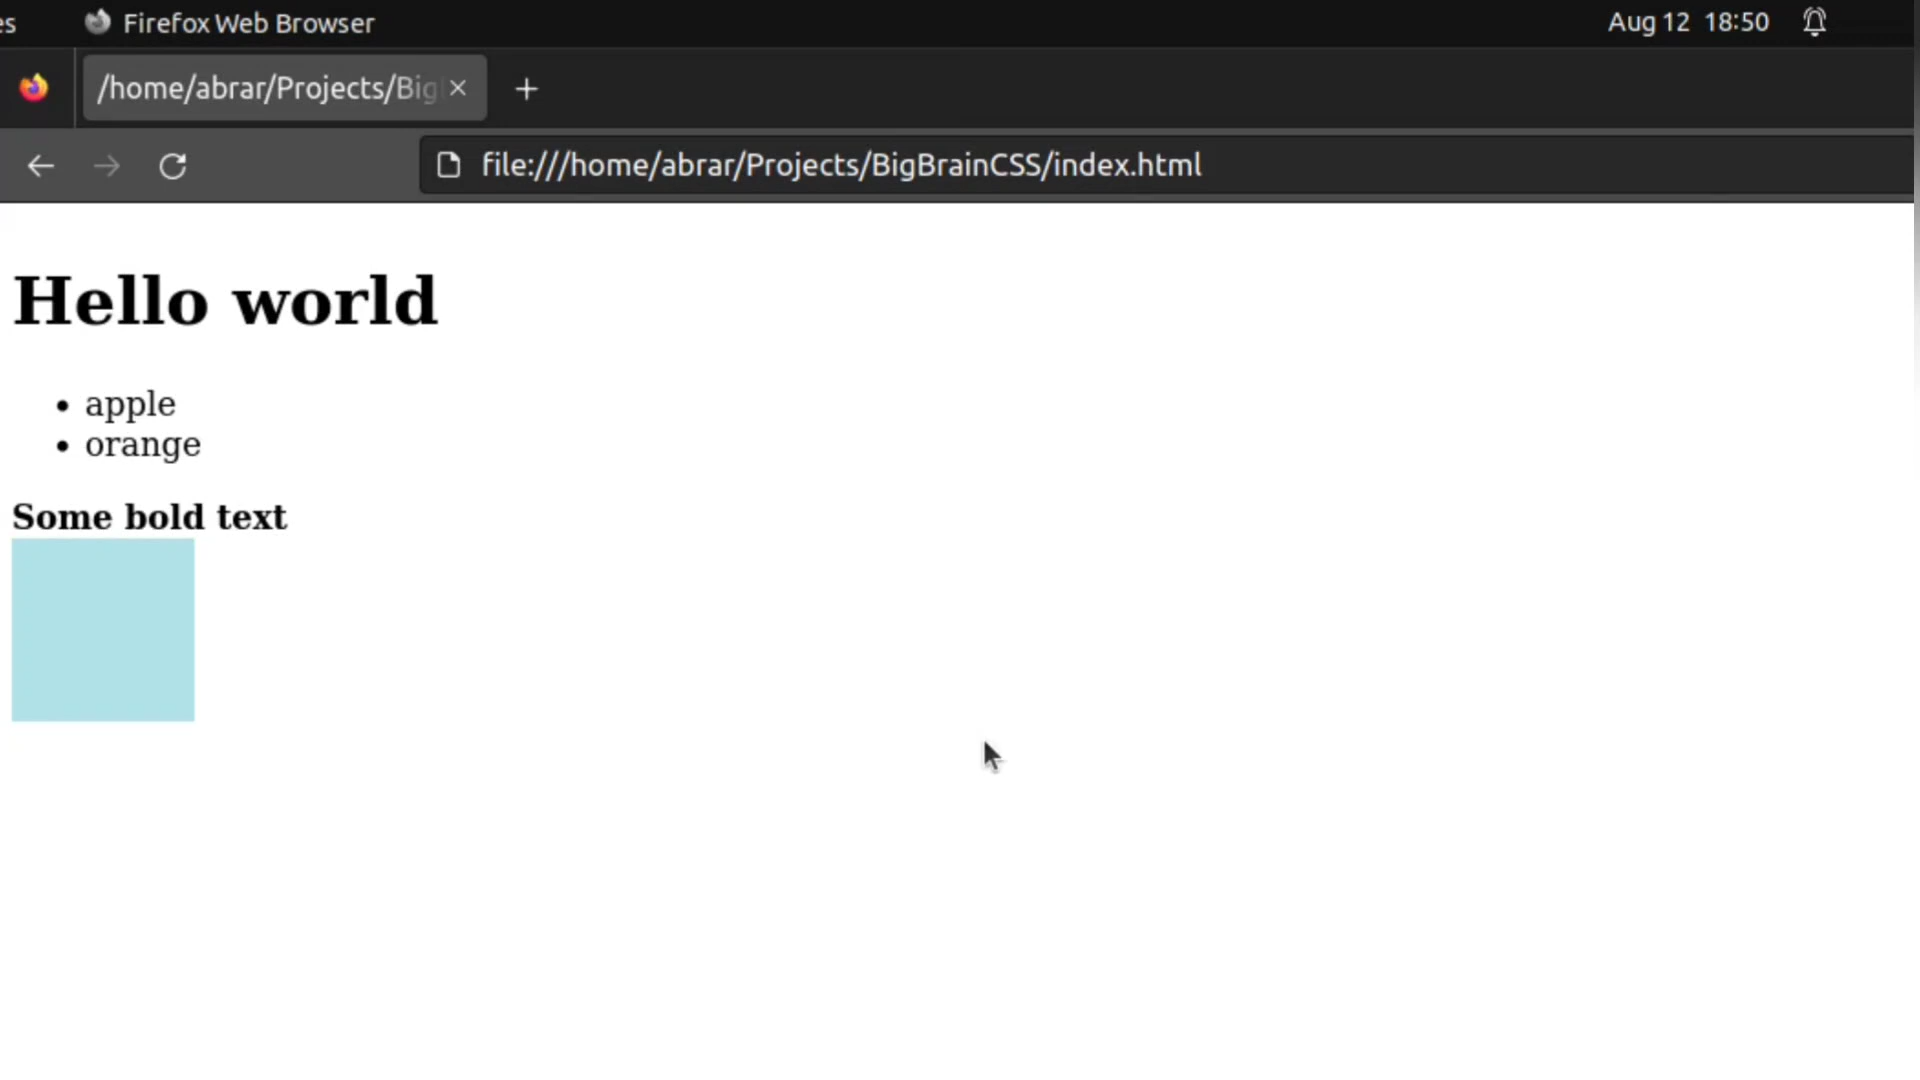 es Firefox Web Browser Aug 12 18:50
/home/abrar/Projects/Big
file:///home/abrar/Projects/BigBrainCSS/index.html
Hello world
• apple
• orange
Some bold text